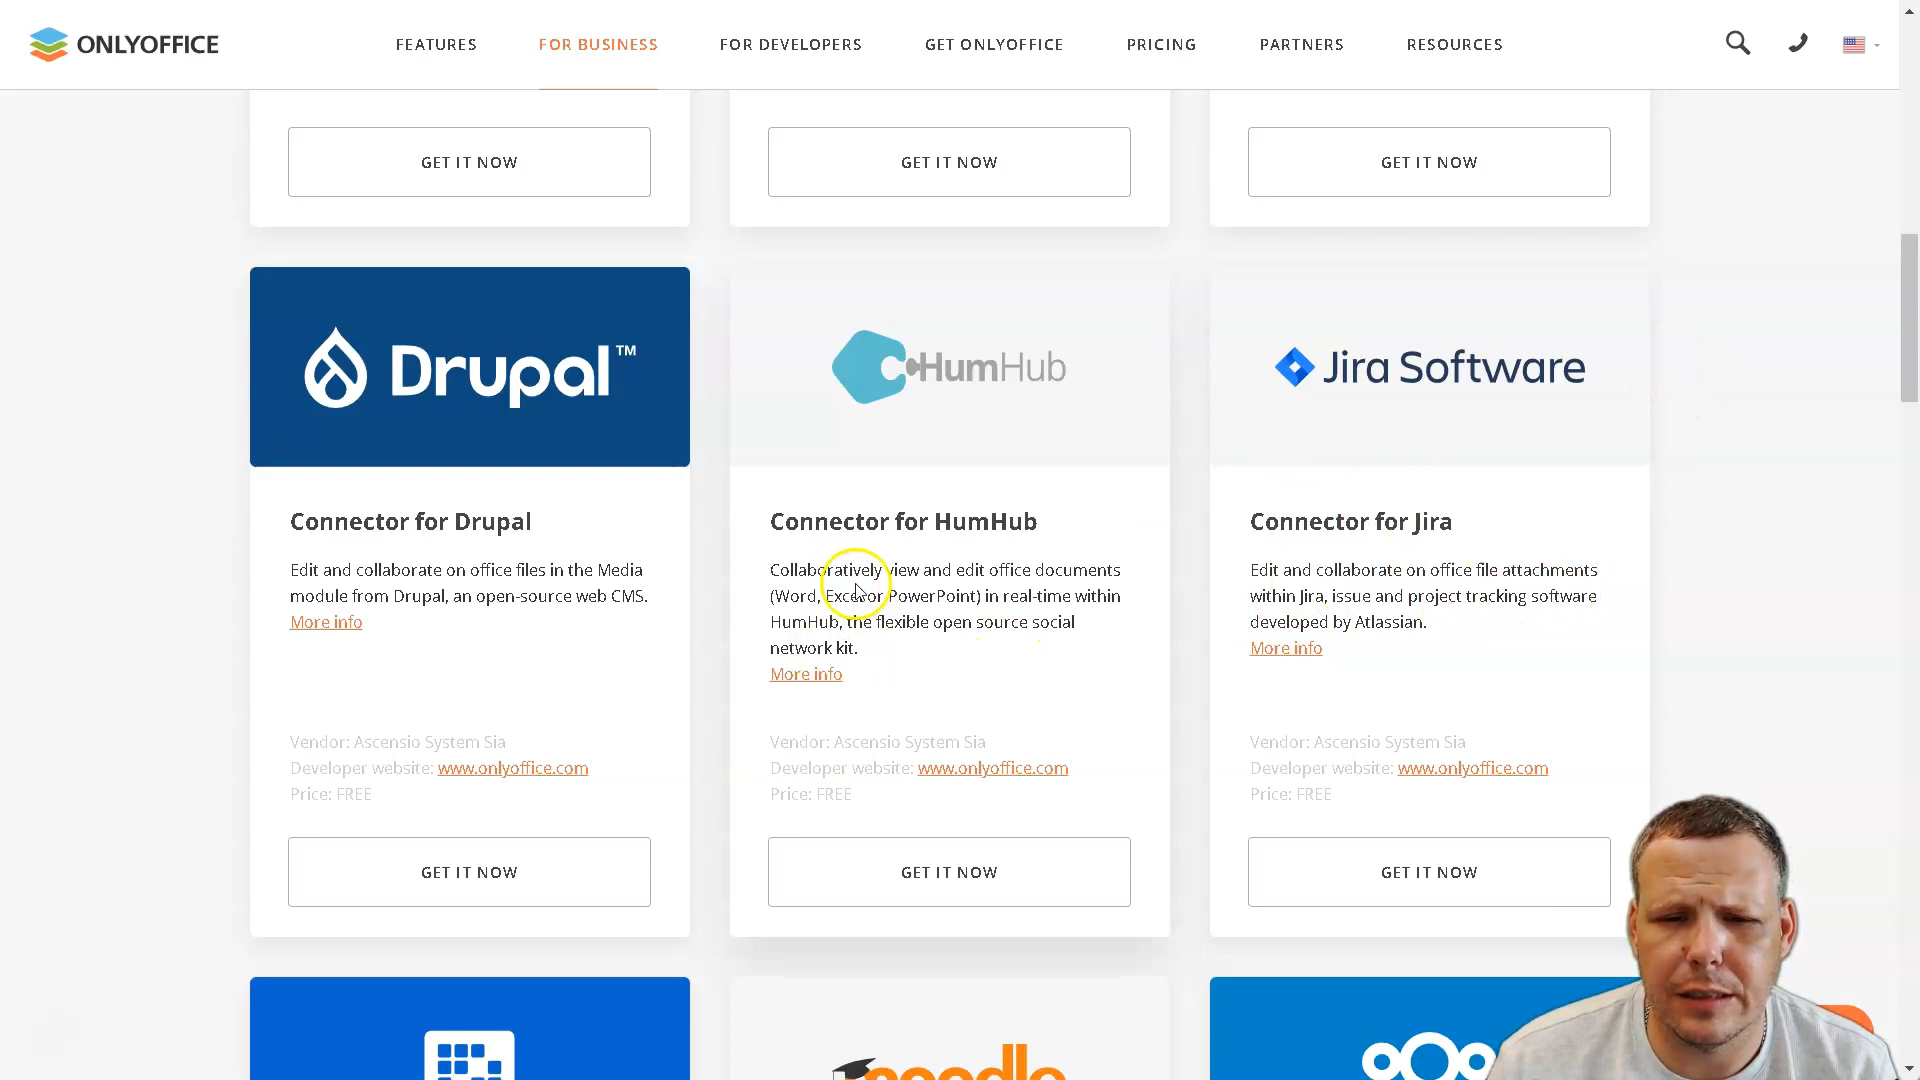 ONLYOFFICE
FEATURES
FOR BUSINESS
FOR DEVELOPERS
GET ONLYOFFICE
PRICING
PARTNERS
RESOURCES
GET IT NOW
GET IT NOW
GET IT NOW
Drupal™
HumHub
Jira Software
Connector for Drupal
Edit and collaborate on office files in the Media
module from Drupal, an open-source web CMS.
More info
Vendor: Ascensio System Sia
Developer website: www.onlyoffice.com
Price: FREE
GET IT NOW
Connector for HumHub
Collaboratively view and edit office documents
(Word, Excel or PowerPoint) in real-time within
HumHub, the flexible open source social
network kit.
More info
Vendor: Ascensio System Sia
Developer website: www.onlyoffice.com
Price: FREE
GET IT NOW
Connector for Jira
Edit and collaborate on office file attachments
within Jira, issue and project tracking software
developed by Atlassian.
More info
Vendor: Ascensio System Sia
Developer website: www.onlyoffice.com
Price: FREE
GET IT NOW
moodle